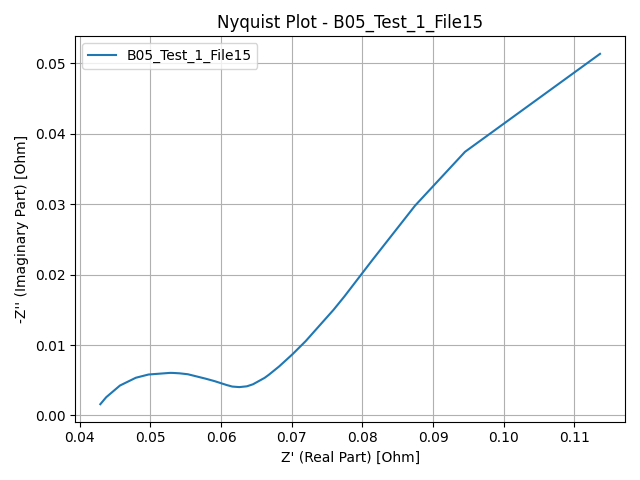 Nyquist Plot - B05_Test_1_File15
B05_Test_1_File15
-Z'' (Imaginary Part) [Ohm]
0.05
0.04
0.03
0.02
0.01
0.00
0.04 0.05 0.06 0.07 0.08 0.09 0.10 0.11
Z' (Real Part) [Ohm]